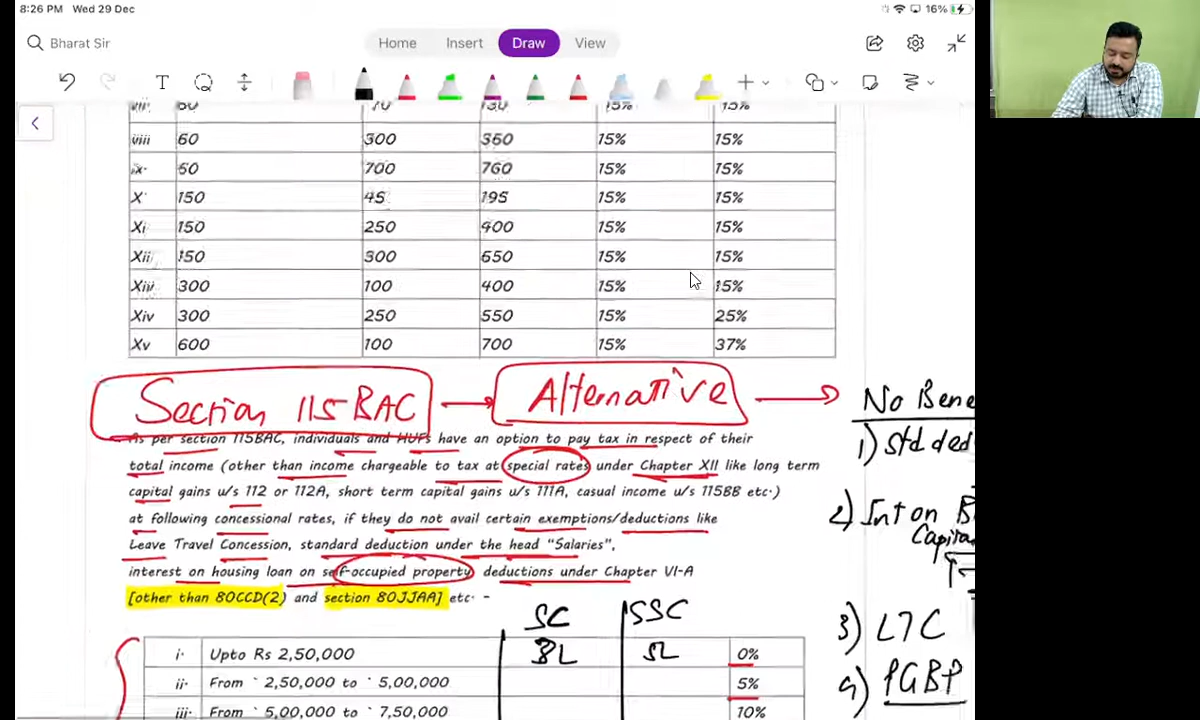 8:26 PM Wed 29 Dec
16%
Bharat Sir
Home Insert Draw View
60 70 130 15% 15%
viii 60 300 360 15% 15%
ix· 60 700 760 15% 15%
X· 150 45 195 15% 15%
Xi 150 250 400 15% 15%
Xii 150 300 650 15% 15%
Xiii 300 100 400 15% 15%
Xiv 300 250 550 15% 25%
Xv 600 100 700 15% 37%
Section 115BAC Alternative
No Bene
1) Std ded
As per section 115BAC, individuals and HUFs have an option to pay tax in respect of their
total income (other than income chargeable to tax at special rates under Chapter XII like long term
capital gains u/s 112 or 112A, short term capital gains u/s 111A, casual income u/s 115BB etc·)
at following concessional rates, if they do not avail certain exemptions/deductions like
Leave Travel Concession, standard deduction under the head "Salaries",
interest on housing loan on self-occupied property deductions under Chapter VI-A
[other than 80CCD(2) and section 80JJAA] etc· -
2) Int on B
Capita
3) LTC
4) PGBP
SC SSC
i· Upto Rs 2,50,000 0%
ii· From ` 2,50,000 to ` 5,00,000 5%
iii· From ` 5,00,000 to ` 7,50,000 10%